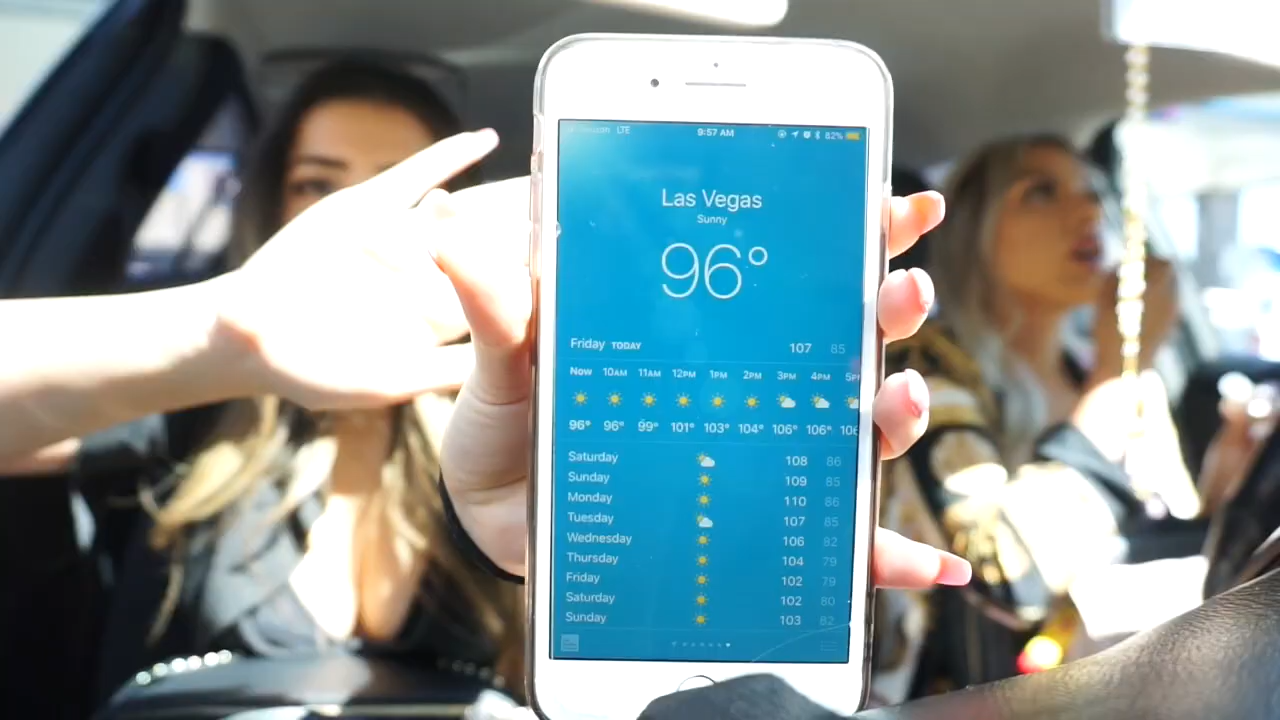 LTE 9:57 AM 82%
Las Vegas
Sunny
96°
Friday TODAY 107 85
Now 10AM 11AM 12PM 1PM 2PM 3PM 4PM 5P
96° 96° 99° 101° 103° 104° 106° 106° 106
Saturday 108 86
Sunday 109 85
Monday 110 86
Tuesday 107 85
Wednesday 106 82
Thursday 104 79
Friday 102 79
Saturday 102 80
Sunday 103 82